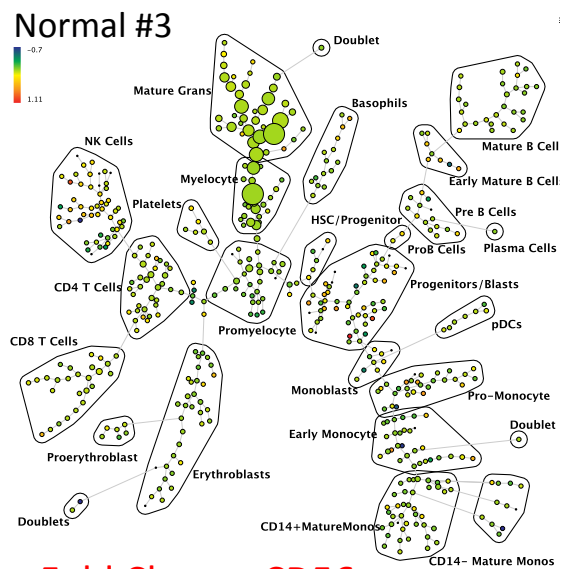 Normal #3
-0.7
1.11
Doublet
Mature Grans
Basophils
NK Cells
Mature B Cell
Myelocyte
Early Mature B Cell
Platelets
HSC/Progenitor
Pre B Cells
ProB Cells
Plasma Cells
CD4 T Cells
Progenitors/Blasts
Promyelocyte
pDCs
CD8 T Cells
Monoblasts
Pro-Monocyte
Doublet
Early Monocyte
Proerythroblast
Erythroblasts
Doublets
CD14+MatureMonos
CD14- Mature Monos